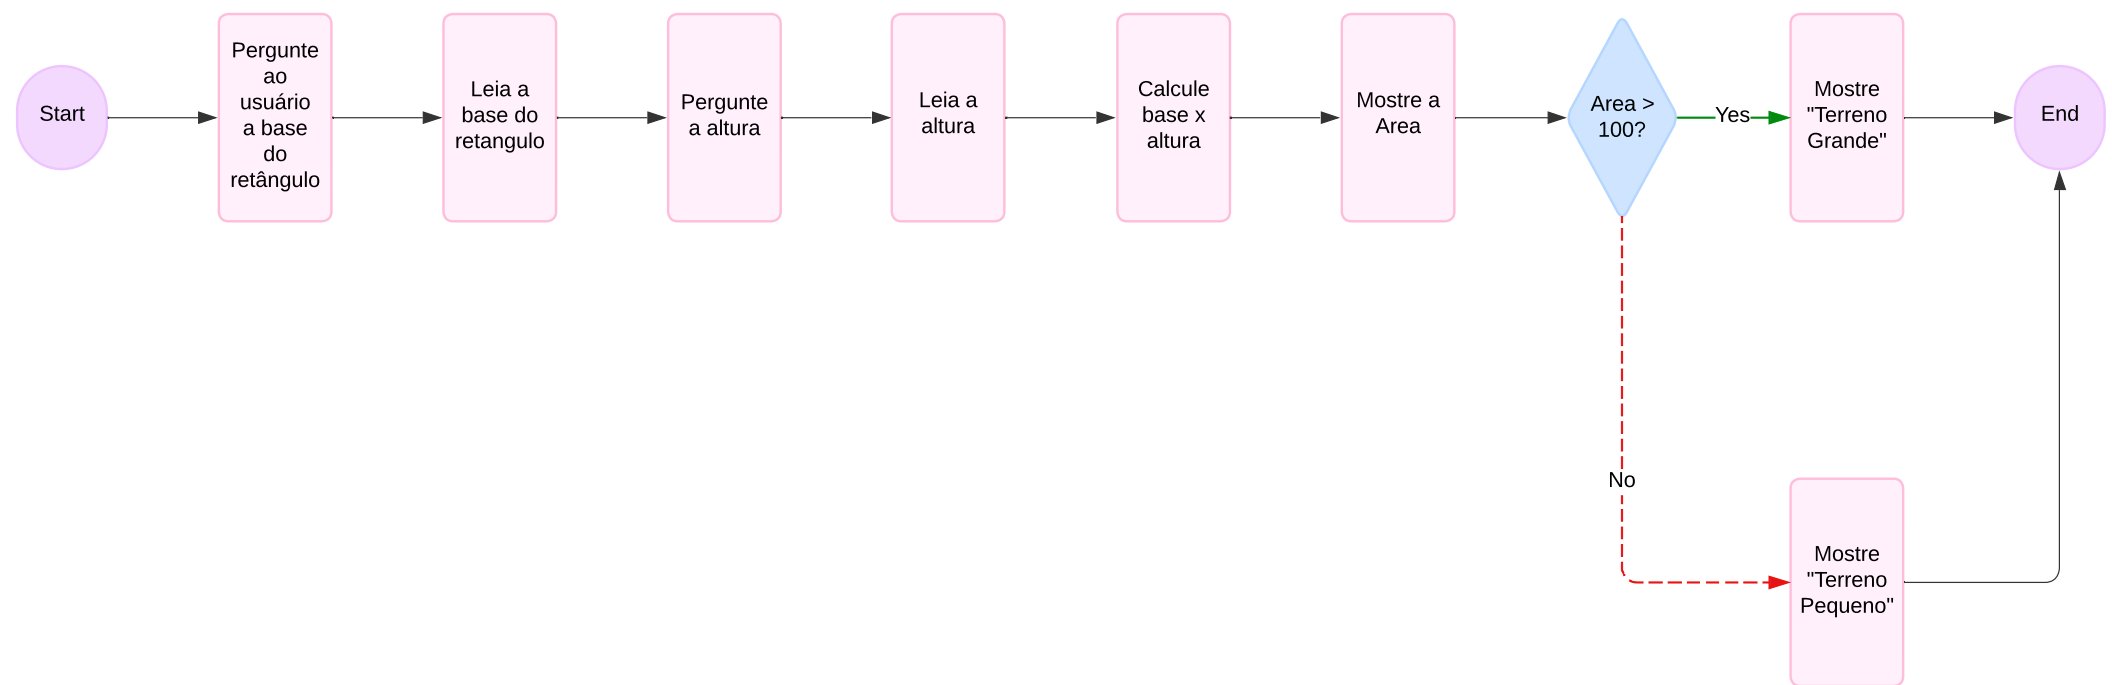 Start
Pergunte
ao
usuário
a base
do
retângulo
Leia a
base do
retangulo
Pergunte
a altura
Leia a
altura
Calcule
base x
altura
Mostre a
Area
Area >
100?
Yes
Mostre
"Terreno
Grande"
End
No
Mostre
"Terreno
Pequeno"